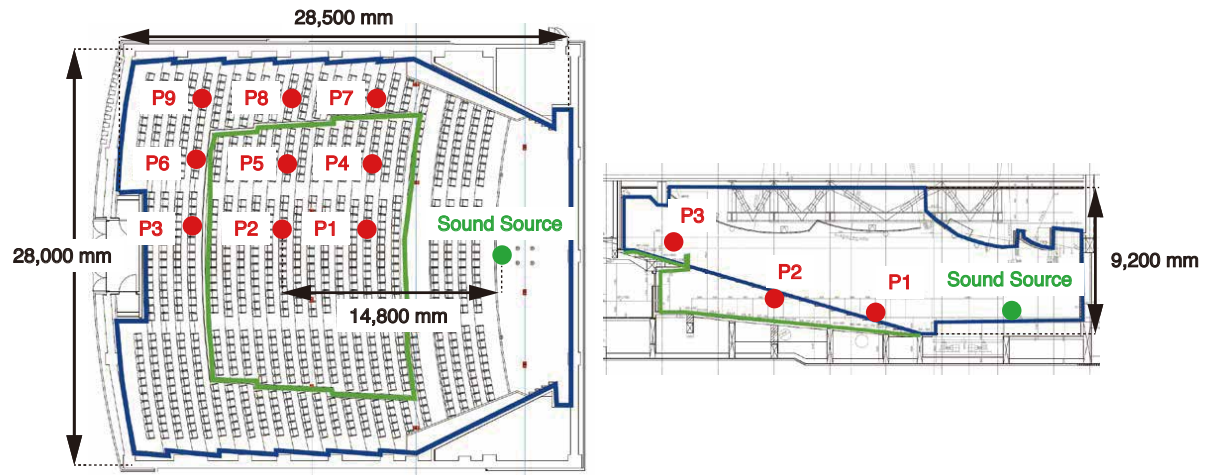 28,500 mm
P9
P8
P7
P6
P5
P4
P3
P2
P1
Sound Source
28,000 mm
14,800 mm
P3
P2
P1
Sound Source
9,200 mm